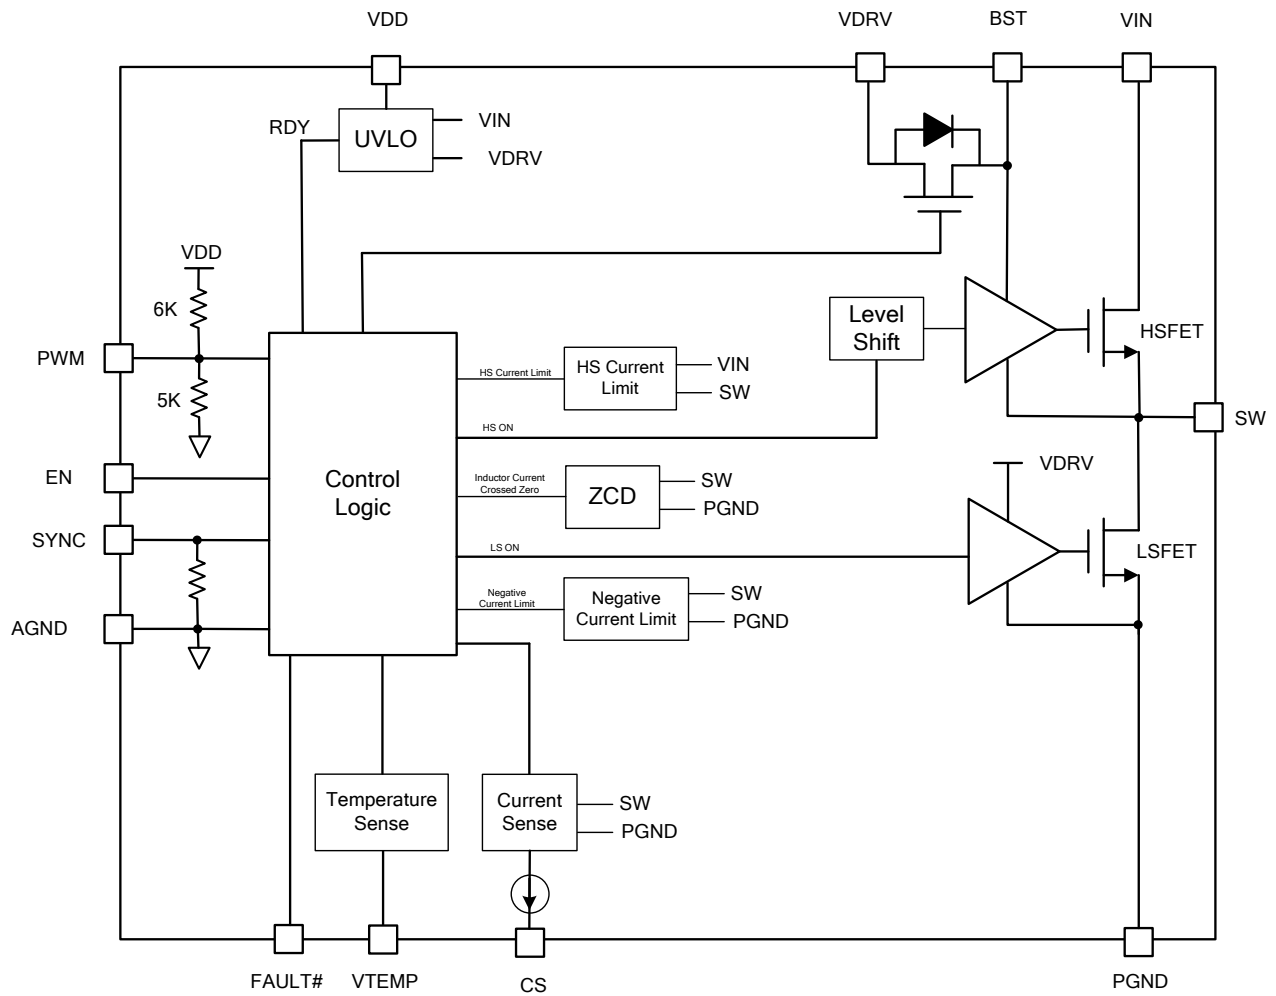 VDD
VDRV
BST
VIN
RDY
UVLO
VIN
VDRV
VDD
6K
PWM
5K
EN
SYNC
AGND
Control
Logic
HS Current Limit
HS Current
Limit
VIN
SW
HS ON
Level
Shift
HSFET
SW
Inductor Current
Crossed Zero
ZCD
SW
PGND
VDRV
LS ON
LSFET
Negative
Current Limit
Negative
Current Limit
SW
PGND
Temperature
Sense
Current
Sense
SW
PGND
FAULT#
VTEMP
CS
PGND